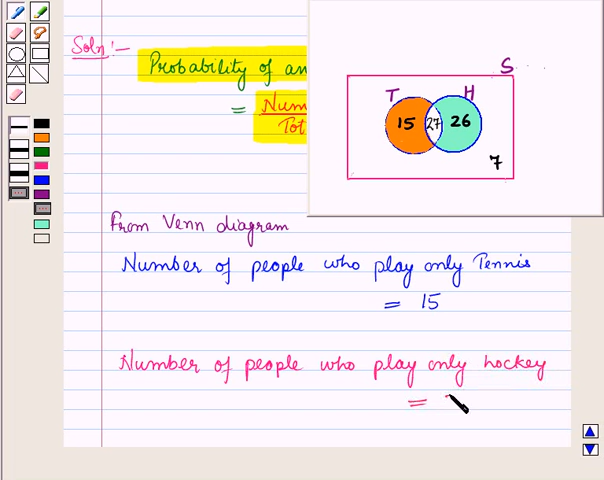 Soln :-
Probability of an
= Num
Tot
S
T H
15 27 26
7
From Venn diagram
Number of people who play only Tennis
= 15
Number of people who play only hockey
=